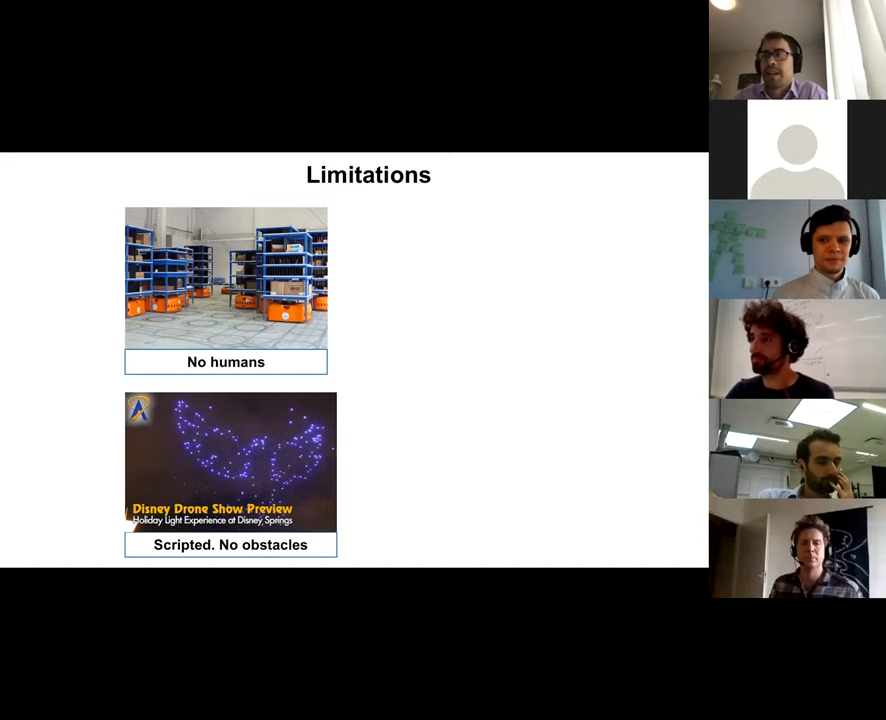 Limitations
No humans
Disney Drone Show Preview
Holiday Light Experience at Disney Springs
Scripted. No obstacles